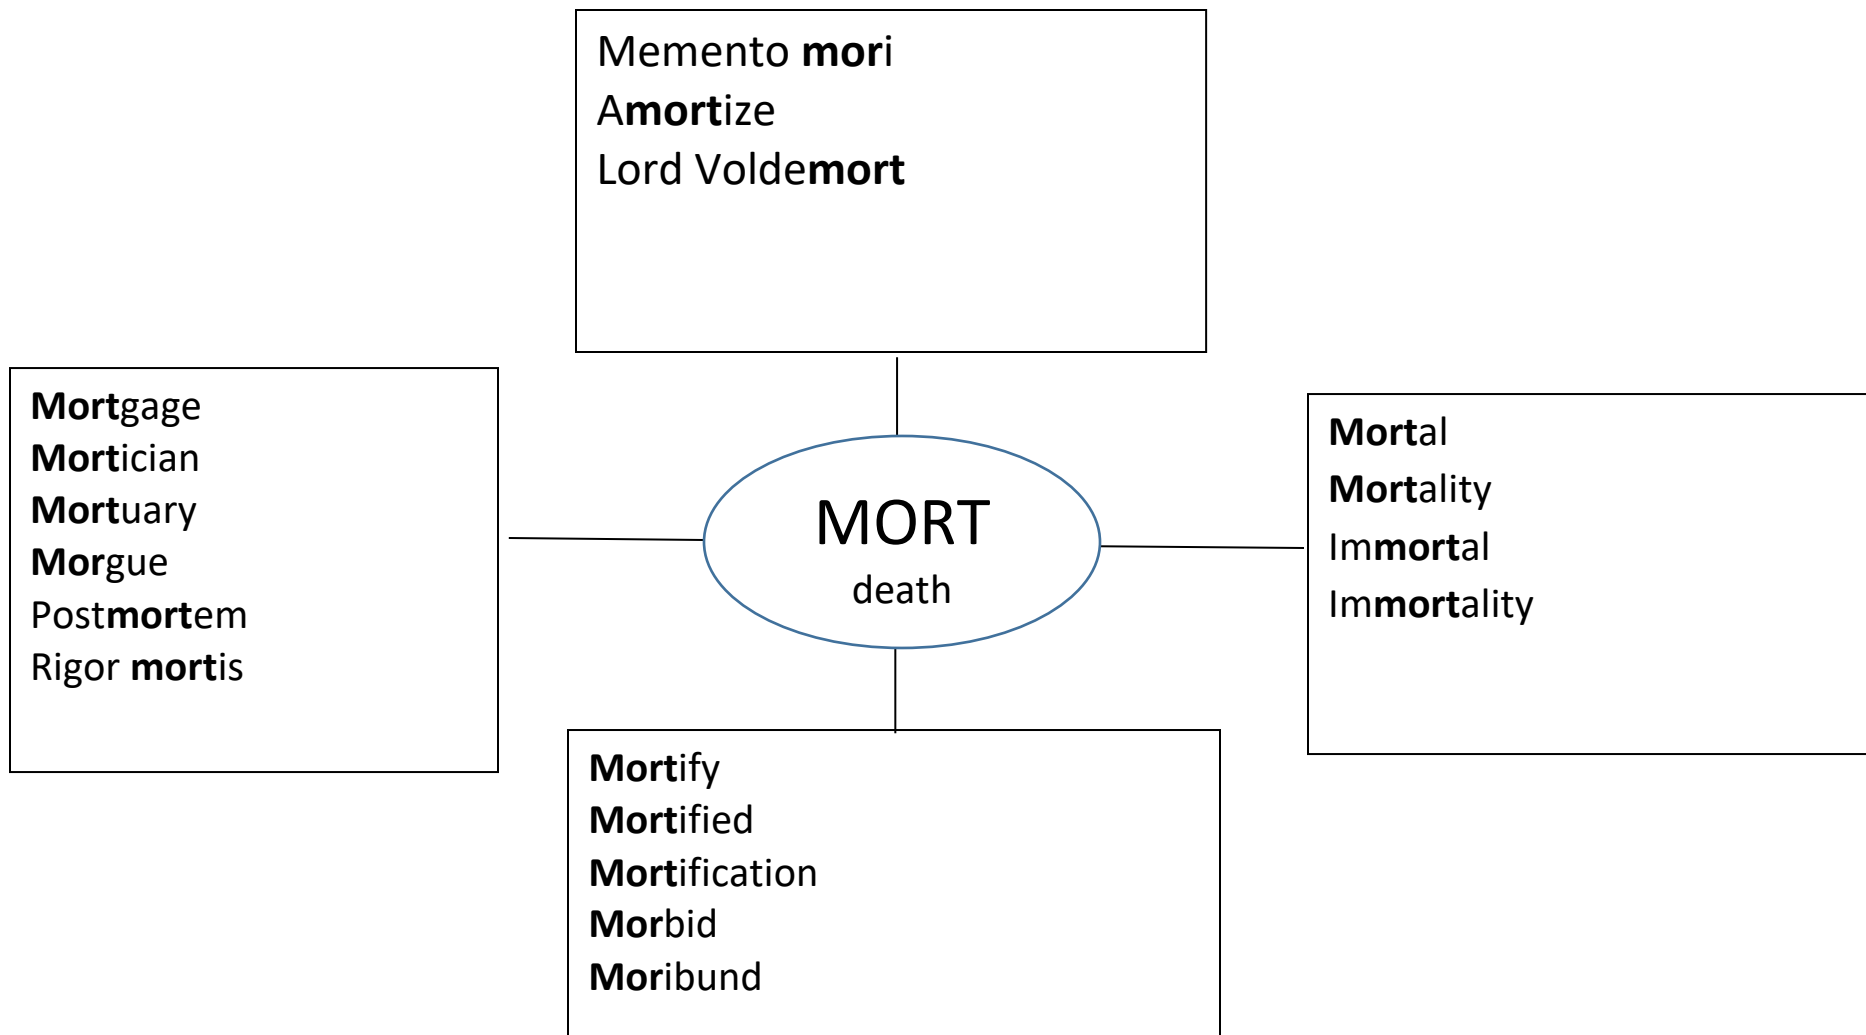 Memento mori
Amortize
Lord Voldemort
Mortgage
Mortician
Mortuary
Morgue
Postmortem
Rigor mortis
MORT
death
Mortal
Mortality
Immortal
Immortality
Mortify
Mortified
Mortification
Morbid
Moribund